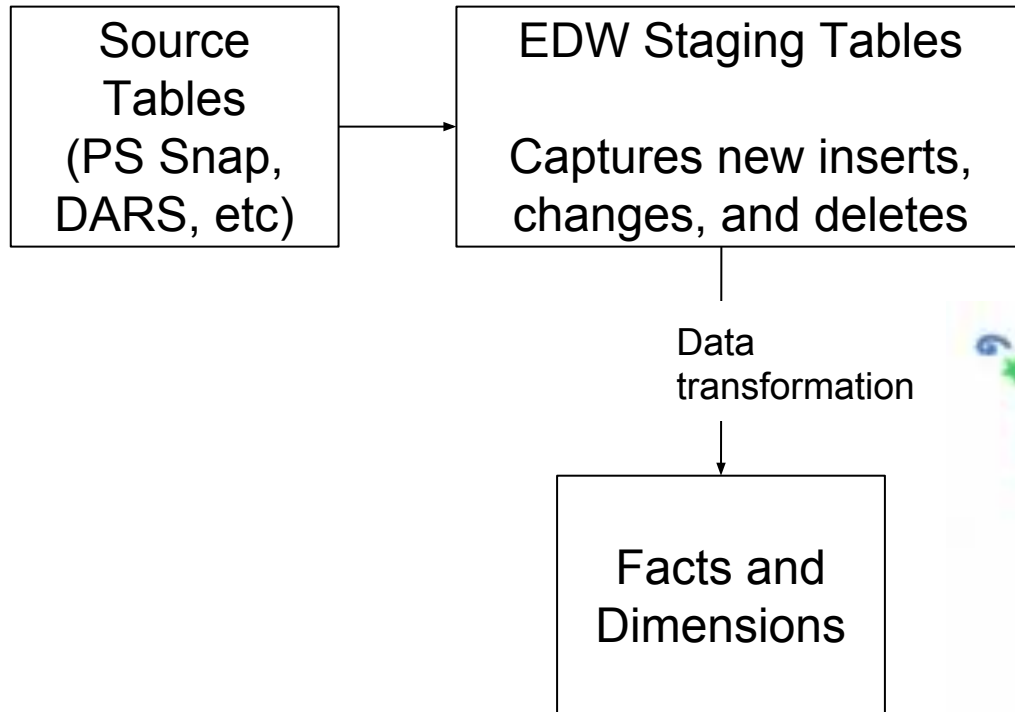 Source
Tables
(PS Snap,
DARS, etc)
EDW Staging Tables
Captures new inserts,
changes, and deletes
Data
transformation
Facts and
Dimensions